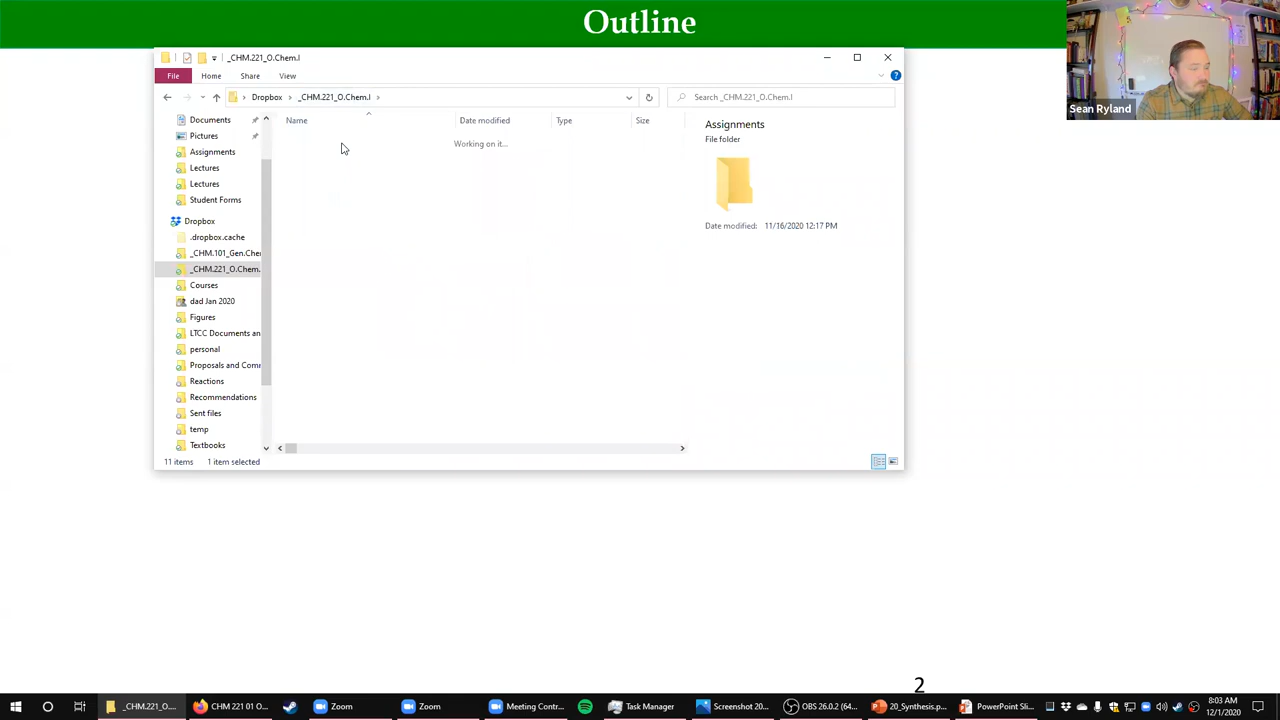 Outline
_CHM.221_O.Chem.I
Sean Ryland
File Home Share View
Dropbox _CHM.221_O.Chem.I
Search _CHM.221_O.Chem.I
Name Date modified Type Size
Working on it...
Documents
Pictures
Assignments
Lectures
Lectures
Student Forms
Dropbox
.dropbox.cache
_CHM.101_Gen.Cher
_CHM.221_O.Chem.
Courses
dad Jan 2020
Figures
LTCC Documents an
personal
Proposals and Comm
Reactions
Recommendations
Sent files
temp
Textbooks
Assignments
File folder
Date modified: 11/16/2020 12:17 PM
11 items 1 item selected
2
_CHM.221_O.... CHM 221 01 O... Zoom Zoom Meeting Contr... Task Manager Screenshot 20... OBS 26.0.2 (64... 20_Synthesis.p... PowerPoint Sli... 8:03 AM
12/1/2020